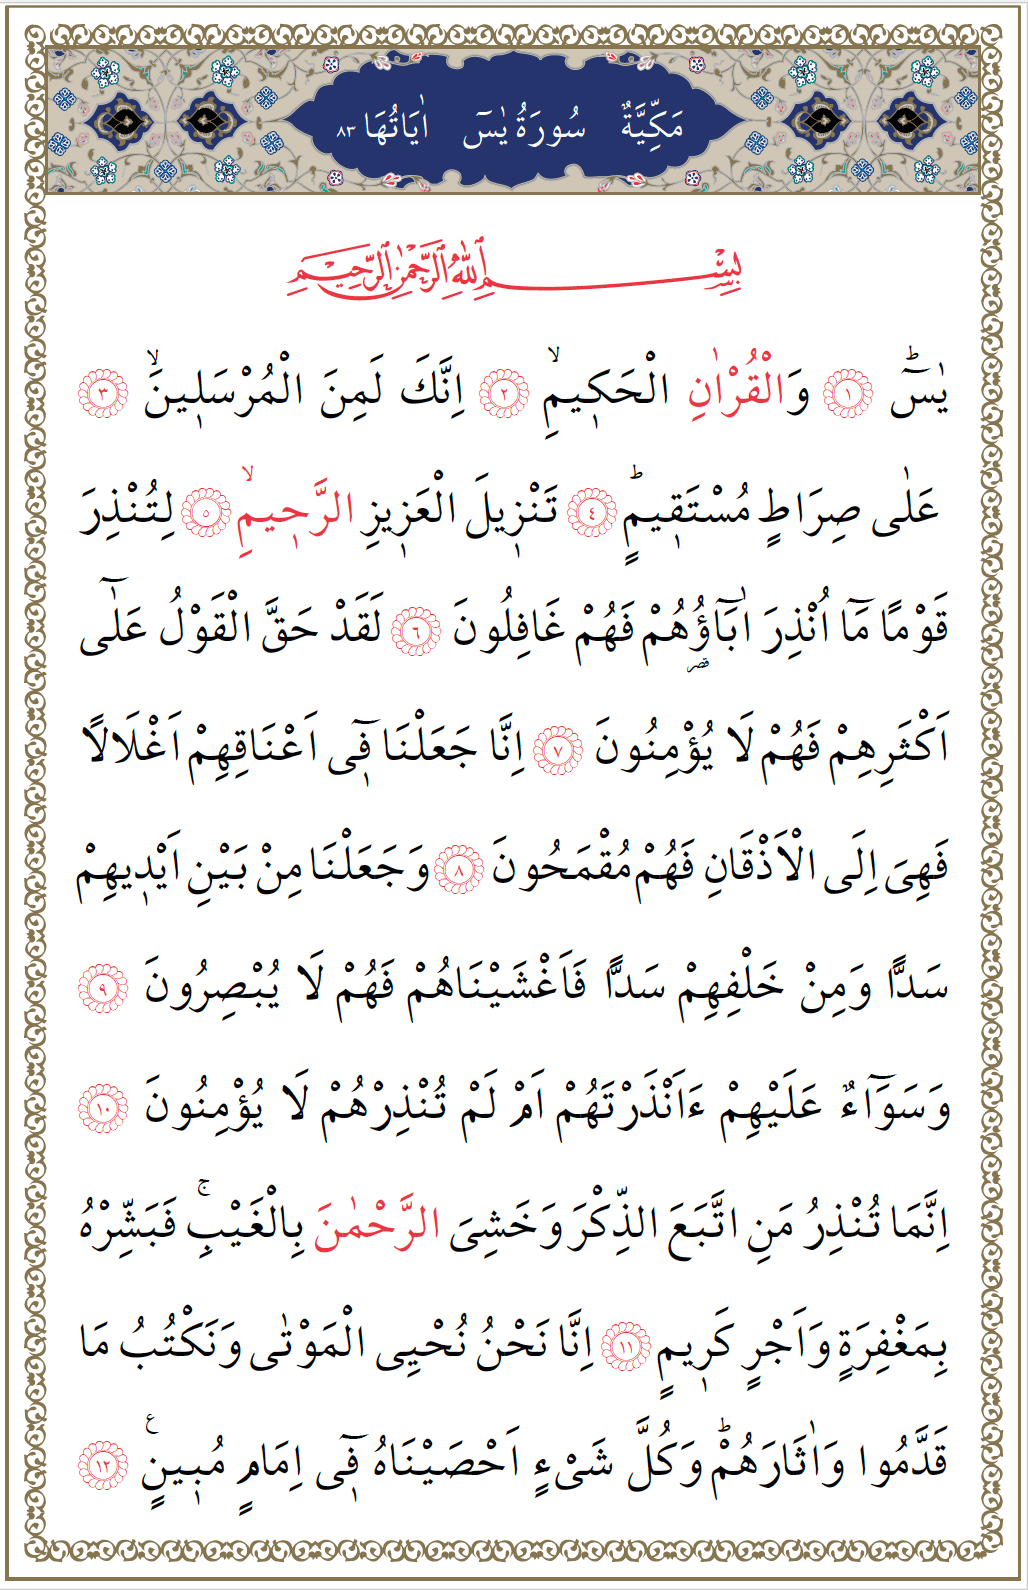 مَكِّيَّةٌ سُورَةُ يٰسٓ اٰيَاتُهَا ٨٣
بِسْمِ اللّٰهِ الرَّحْمٰنِ الرَّحِيمِ
يٰسٓۜ ١ وَالْقُرْاٰنِ الْحَك۪يمِۙ ٢ اِنَّكَ لَمِنَ الْمُرْسَل۪ينَۙ ٣
عَلٰى صِرَاطٍ مُسْتَق۪يمٍۜ ٤ تَنْز۪يلَ الْعَز۪يزِ الرَّح۪يمِۙ ٥ لِتُنْذِرَ
قَوْمًا مَٓا اُنْذِرَ اٰبَٓاؤُ۬هُمْ فَهُمْ غَافِلُونَ ٦ لَقَدْ حَقَّ الْقَوْلُ عَلٰٓى
اَكْثَرِهِمْ فَهُمْ لَا يُؤْمِنُونَ ٧ اِنَّا جَعَلْنَا ف۪ٓى اَعْنَاقِهِمْ اَغْلَالًا
فَهِىَ اِلَى الْاَذْقَانِ فَهُمْ مُقْمَحُونَ ٨ وَجَعَلْنَا مِنْ بَيْنِ اَيْد۪يهِمْ
سَدًّا وَمِنْ خَلْفِهِمْ سَدًّا فَاَغْشَيْنَاهُمْ فَهُمْ لَا يُبْصِرُونَ ٩
وَسَوَٓاءٌ عَلَيْهِمْ ءَاَنْذَرْتَهُمْ اَمْ لَمْ تُنْذِرْهُمْ لَا يُؤْمِنُونَ ١٠
اِنَّمَا تُنْذِرُ مَنِ اتَّبَعَ الذِّكْرَ وَخَشِىَ الرَّحْمٰنَ بِالْغَيْبِۚ فَبَشِّرْهُ
بِمَغْفِرَةٍ وَاَجْرٍ كَر۪يمٍ ١١ اِنَّا نَحْنُ نُحْيِى الْمَوْتٰى وَنَكْتُبُ مَا
قَدَّمُوا وَاٰثَارَهُمْۜ وَكُلَّ شَىْءٍ اَحْصَيْنَاهُ ف۪ٓى اِمَامٍ مُب۪ينٍ۟ ١٢